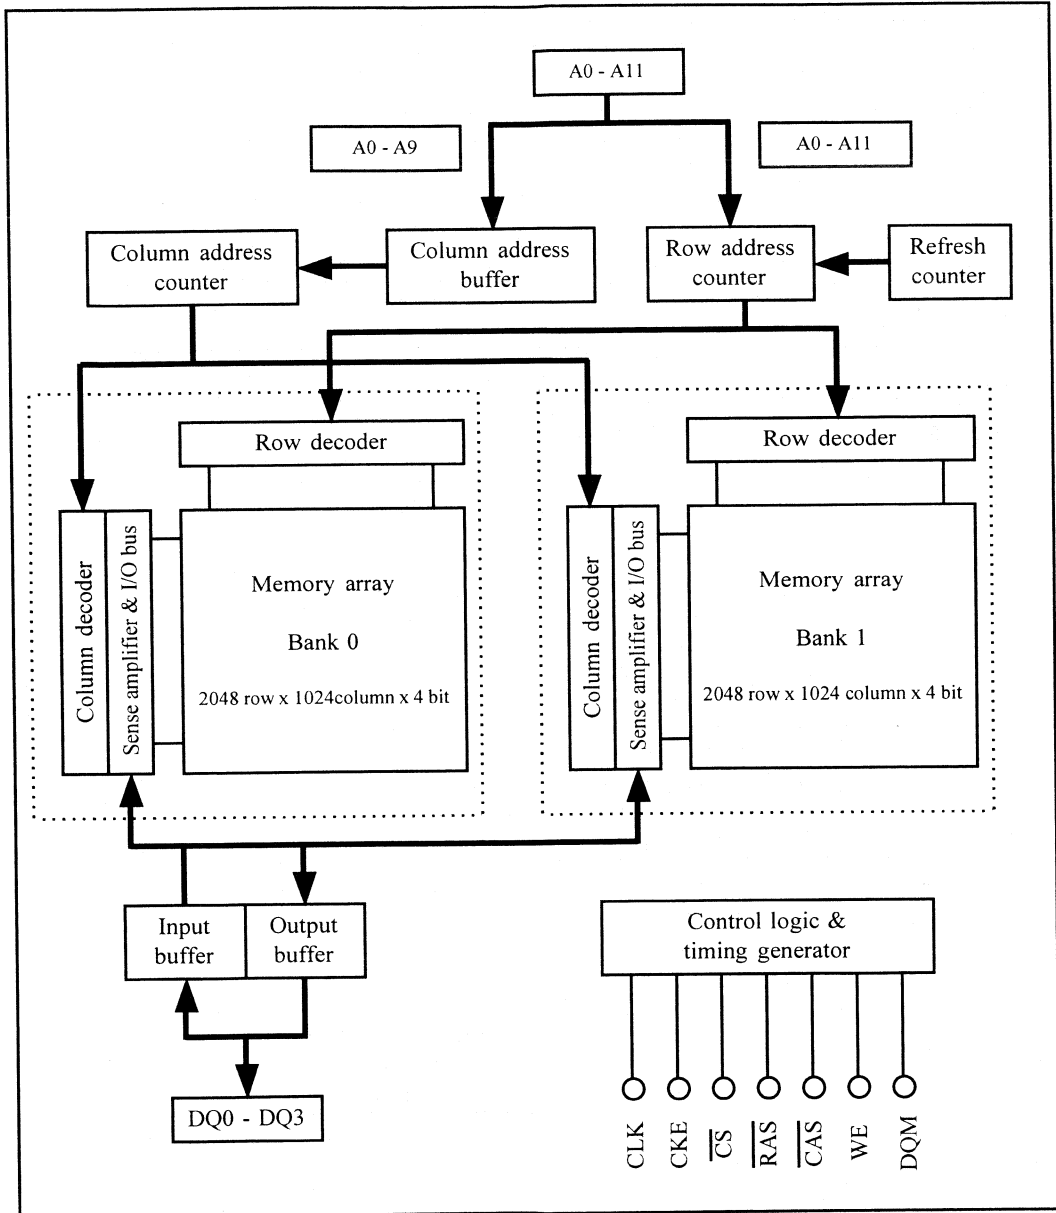 A0 - A11
A0 - A9
A0 - A11
Column address
counter
Column address
buffer
Row address
counter
Refresh
counter
Row decoder
Column decoder
Sense amplifier & I/O bus
Memory array
Bank 0
2048 row x 1024column x 4 bit
Row decoder
Column decoder
Sense amplifier & I/O bus
Memory array
Bank 1
2048 row x 1024 column x 4 bit
Input
buffer
Output
buffer
DQ0 - DQ3
Control logic &
timing generator
CLK
CKE
C̅S̅
R̅A̅S̅
C̅A̅S̅
WE
DQM